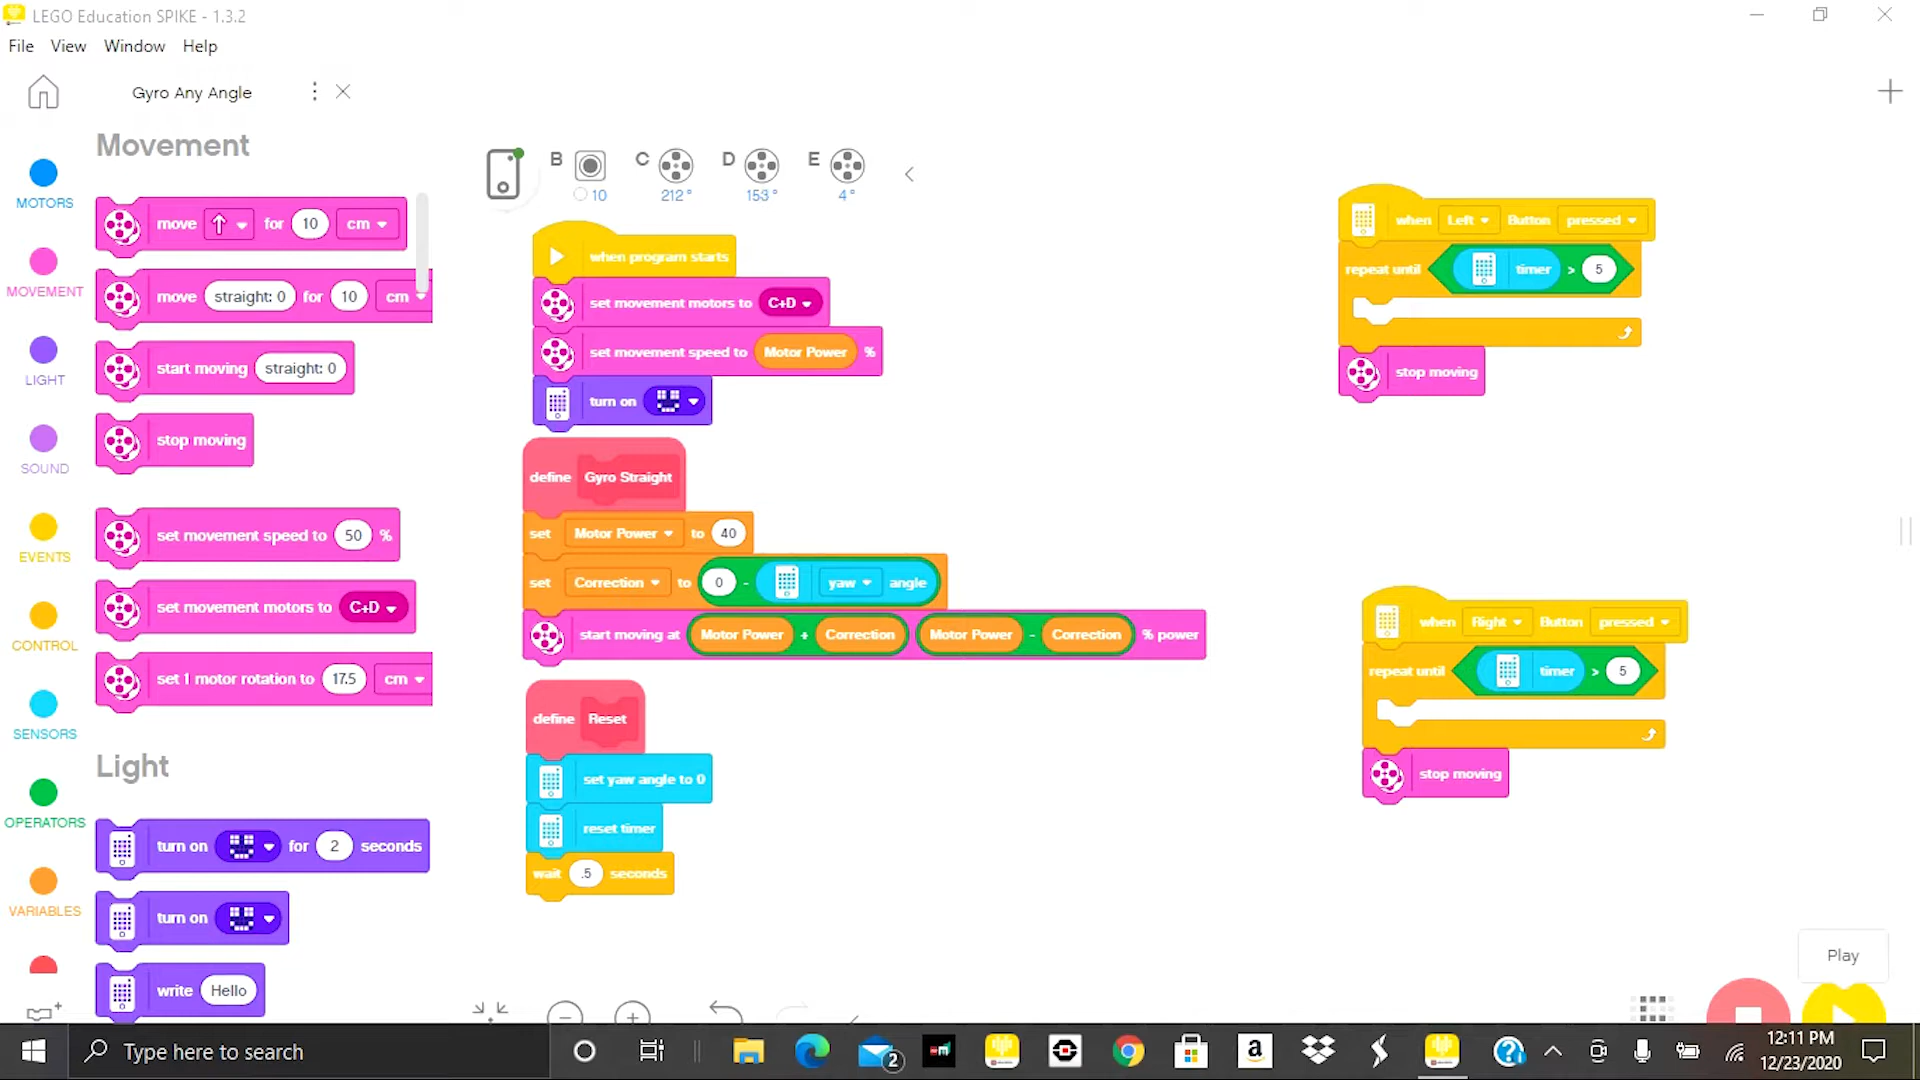 LEGO Education SPIKE - 1.3.2
File View Window Help
Gyro Any Angle
Movement
MOTORS
MOVEMENT
LIGHT
SOUND
EVENTS
CONTROL
SENSORS
OPERATORS
VARIABLES
move for 10 cm
move straight: 0 for 10 cm
start moving straight: 0
stop moving
set movement speed to 50 %
set movement motors to C+D
set 1 motor rotation to 17.5 cm
Light
turn on for 2 seconds
turn on
write Hello
B C D E
10 212° 153° 4°
when program starts
set movement motors to C+D
set movement speed to Motor Power %
turn on
define Gyro Straight
set Motor Power to 40
set Correction to 0 - yaw angle
start moving at Motor Power + Correction Motor Power - Correction % power
define Reset
set yaw angle to 0
reset timer
wait .5 seconds
when Left Button pressed
repeat until timer > 5
stop moving
when Right Button pressed
repeat until timer > 5
stop moving
Play
Type here to search
2
a
12:11 PM
12/23/2020